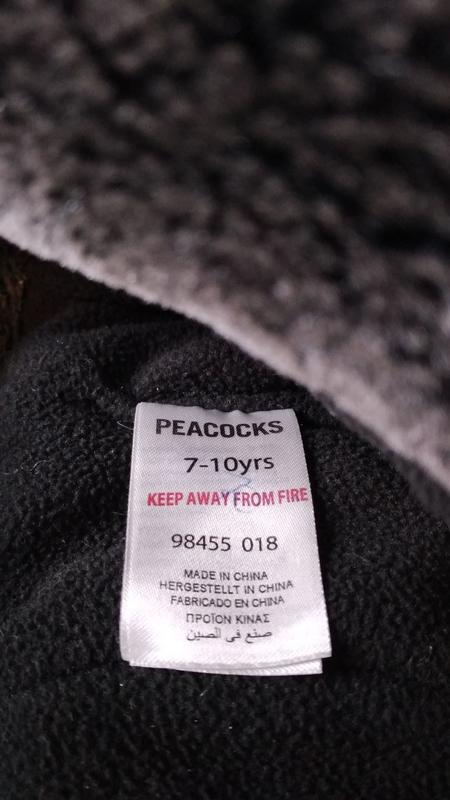 PEACOCKS
7-10yrs
KEEP AWAY FROM FIRE
98455 018
MADE IN CHINA
HERGESTELLT IN CHINA
FABRICADO EN CHINA
ΠΡΟΪΟΝ ΚΙΝΑΣ
صنع فى الصين